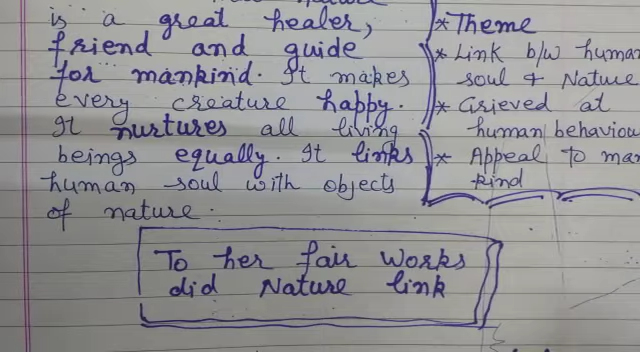 is a great healer,
friend and guide
for mankind. It makes
every creature happy.
It nurtures all living
beings equally. It links
human soul with objects
of nature.
* Theme
* Link b/w human
soul & Nature
* Grieved at
human behaviou
* Appeal to man
kind
To her fair works
did Nature link